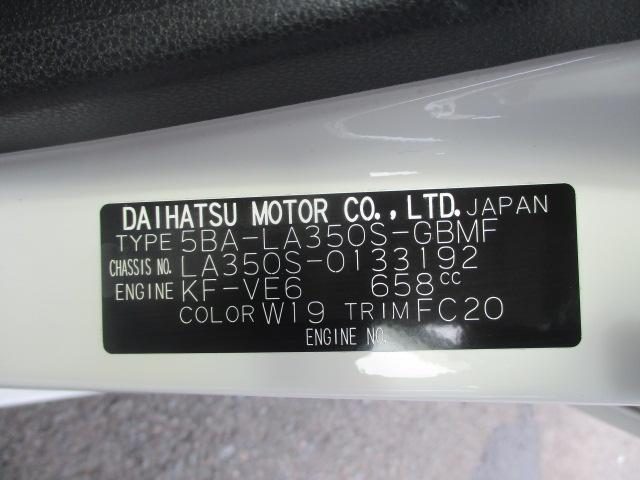 DAIHATSU MOTOR CO., LTD. JAPAN
TYPE 5BA-LA350S-GBMF
CHASSIS NO. LA350S-0133192
ENGINE KF-VE6 658cc
COLOR W19 TRIM FC20
ENGINE NO.